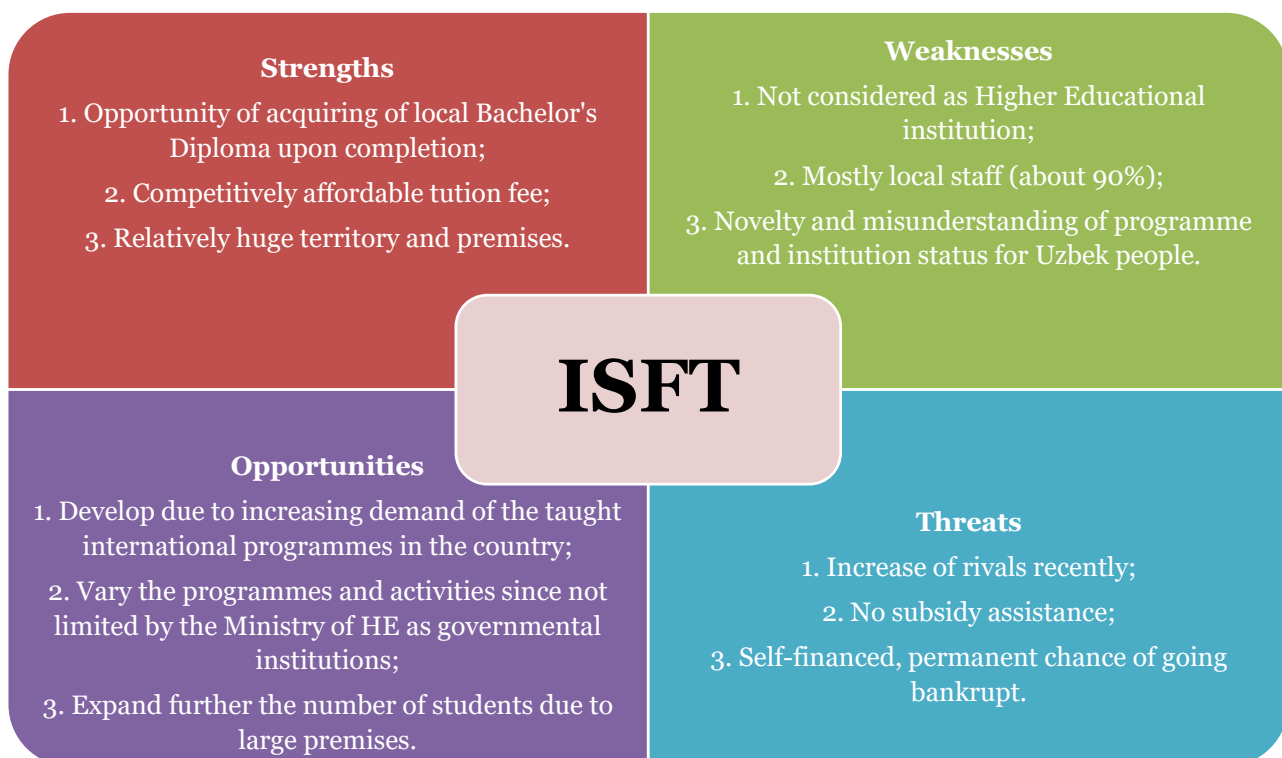 Strengths
1. Opportunity of acquiring of local Bachelor's
Diploma upon completion;
2. Competitively affordable tution fee;
3. Relatively huge territory and premises.
Weaknesses
1. Not considered as Higher Educational
institution;
2. Mostly local staff (about 90%);
3. Novelty and misunderstanding of programme
and institution status for Uzbek people.
ISFT
Opportunities
1. Develop due to increasing demand of the taught
international programmes in the country;
2. Vary the programmes and activities since not
limited by the Ministry of HE as governmental
institutions;
3. Expand further the number of students due to
large premises.
Threats
1. Increase of rivals recently;
2. No subsidy assistance;
3. Self-financed, permanent chance of going
bankrupt.